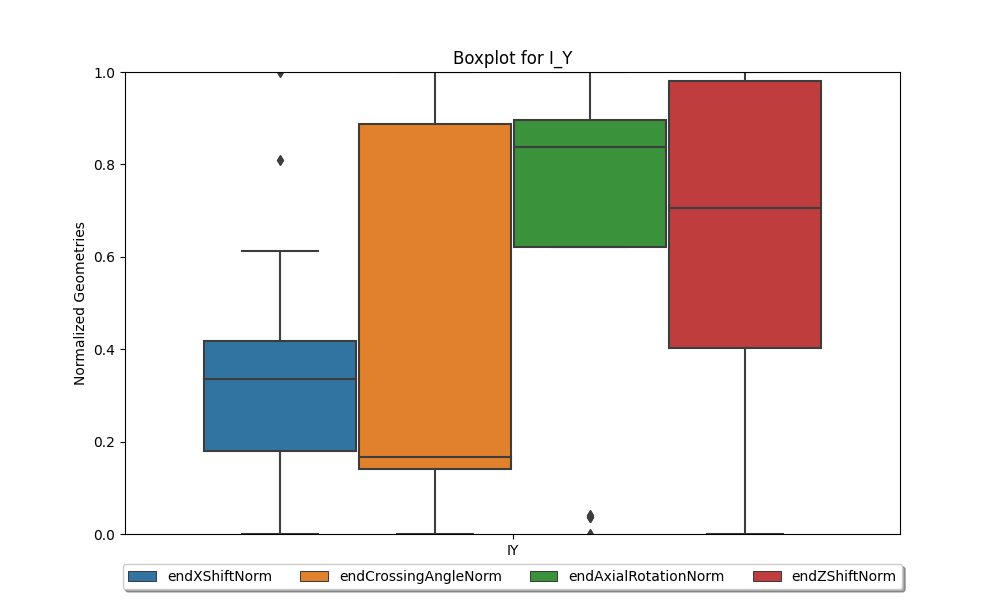 Boxplot for I_Y
1.0
0.8
0.6
0.4
0.2
0.0
Normalized Geometries
IY
endXShiftNorm endCrossingAngleNorm endAxialRotationNorm endZShiftNorm